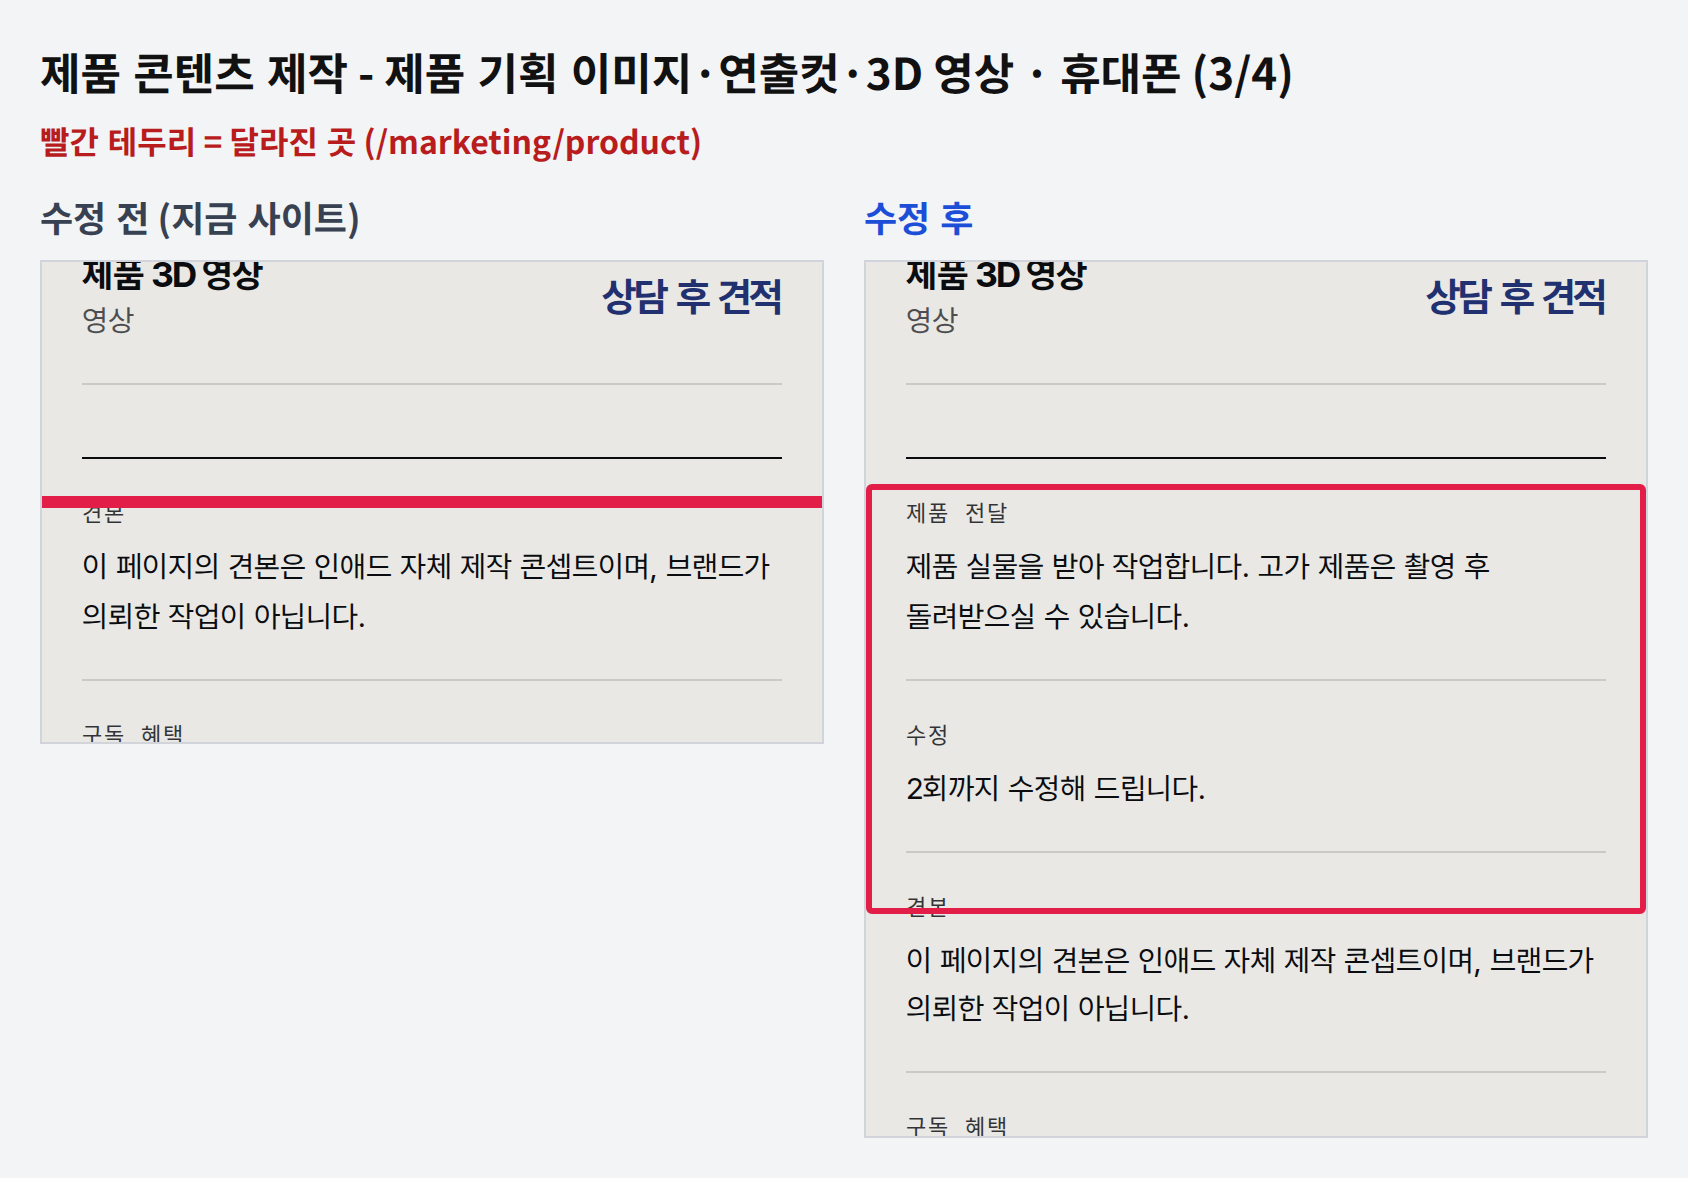 제품 콘텐츠 제작 - 제품 기획 이미지·연출컷·3D 영상 · 휴대폰 (3/4)
빨간 테두리 = 달라진 곳 (/marketing/product)
수정 전 (지금 사이트)
제품 3D 영상
상담 후 견적
영상
견본
이 페이지의 견본은 인애드 자체 제작 콘셉트이며, 브랜드가
의뢰한 작업이 아닙니다.
구독 혜택
수정 후
제품 3D 영상
상담 후 견적
영상
제품 전달
제품 실물을 받아 작업합니다. 고가 제품은 촬영 후
돌려받으실 수 있습니다.
수정
2회까지 수정해 드립니다.
견본
이 페이지의 견본은 인애드 자체 제작 콘셉트이며, 브랜드가
의뢰한 작업이 아닙니다.
구독 혜택